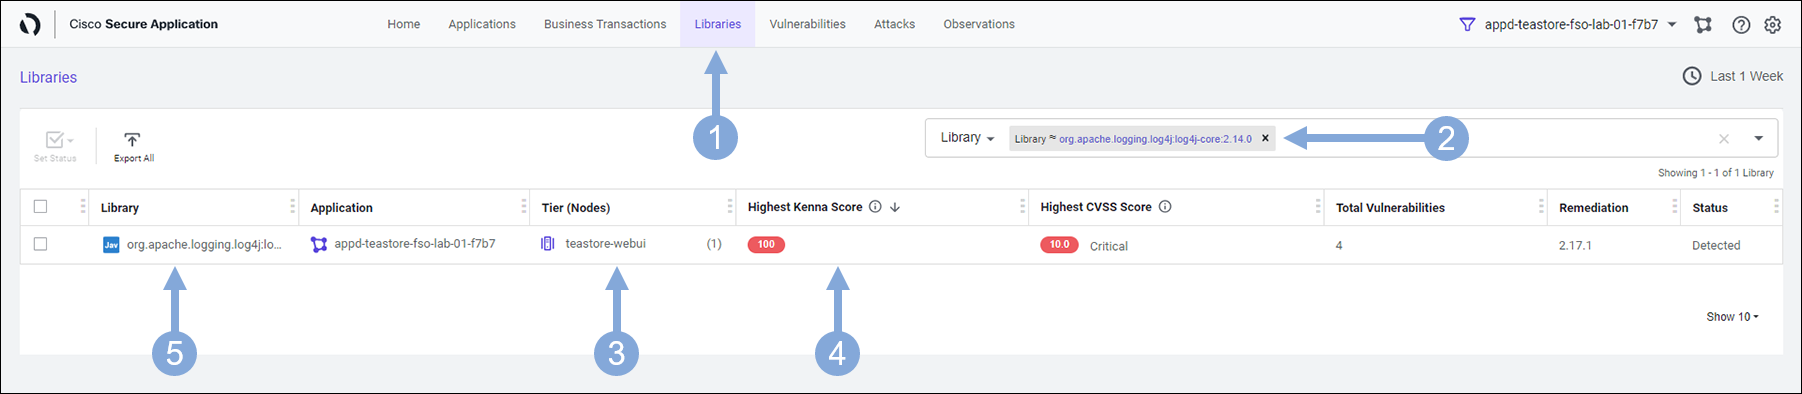 Cisco Secure Application
Home
Applications
Business Transactions
Libraries
Vulnerabilities
Attacks
Observations
appd-teastore-fso-lab-01-f7b7
Libraries
Last 1 Week
1
2
Set Status
Export All
Library
Library ≈ org.apache.logging.log4j:log4j-core:2.14.0 ×
Showing 1 - 1 of 1 Library
Library
Application
Tier (Nodes)
Highest Kenna Score
Highest CVSS Score
Total Vulnerabilities
Remediation
Status
Jav
org.apache.logging.log4j:lo...
appd-teastore-fso-lab-01-f7b7
teastore-webui
(1)
100
10.0
Critical
4
2.17.1
Detected
Show 10
5
3
4